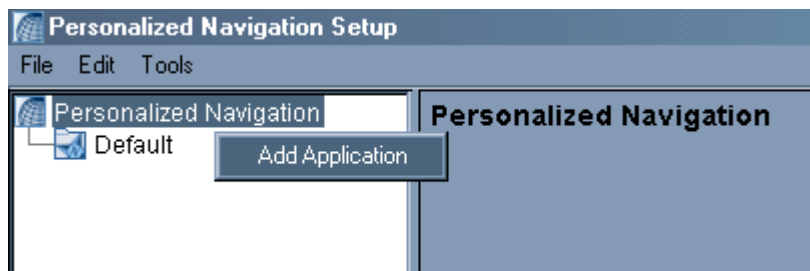 Personalized Navigation Setup
File Edit Tools
Personalized Navigation
Default
Add Application
Personalized Navigation